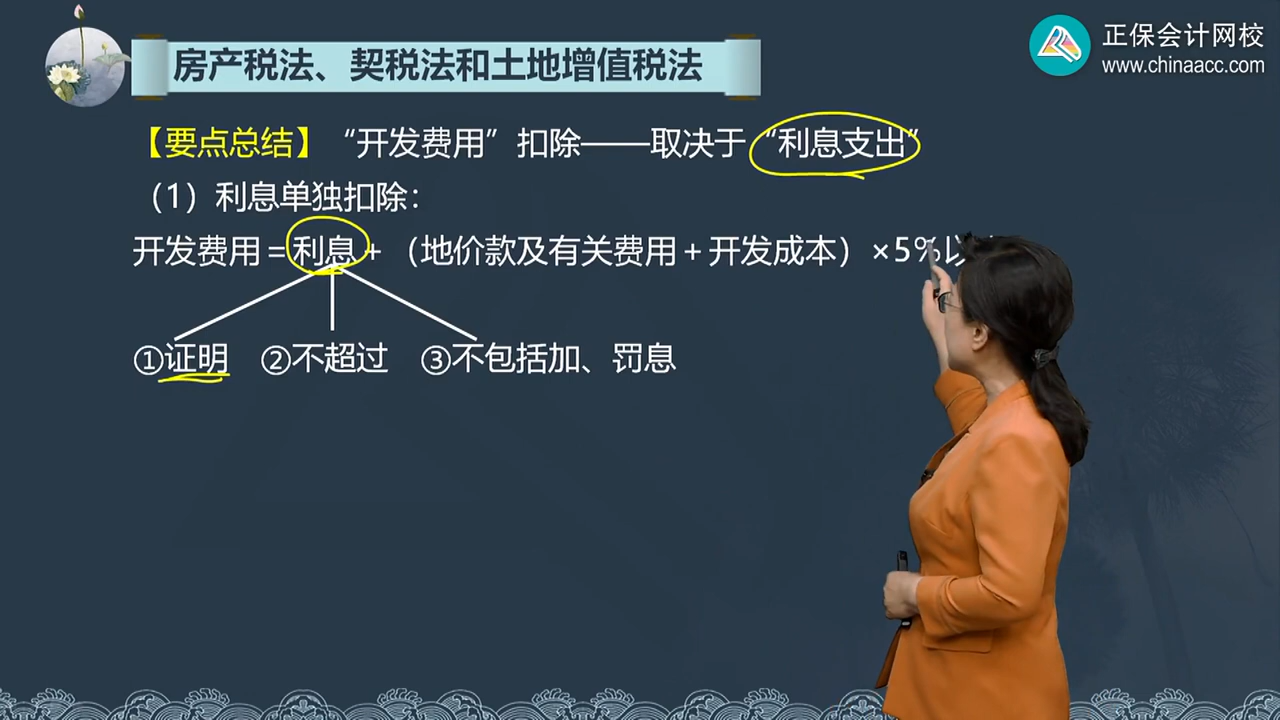 房产税法、契税法和土地增值税法
正保会计网校
www.chinaacc.com
【要点总结】“开发费用”扣除——取决于“利息支出”
（1）利息单独扣除：
开发费用＝利息＋（地价款及有关费用＋开发成本）×5%以
①证明 ②不超过 ③不包括加、罚息